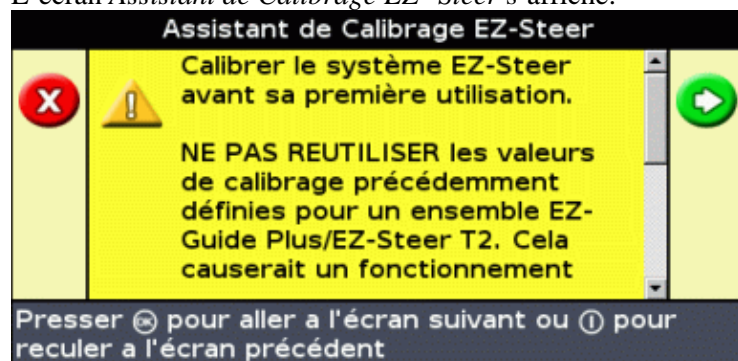 L'écran Assistant de Calibrage EZ-Steer s'affiche.
Assistant de Calibrage EZ-Steer
Calibrer le système EZ-Steer
avant sa première utilisation.
NE PAS REUTILISER les valeurs
de calibrage précédemment
définies pour un ensemble EZ-
Guide Plus/EZ-Steer T2. Cela
causerait un fonctionnement
Presser OK pour aller a l'écran suivant ou pour
reculer a l'écran précédent